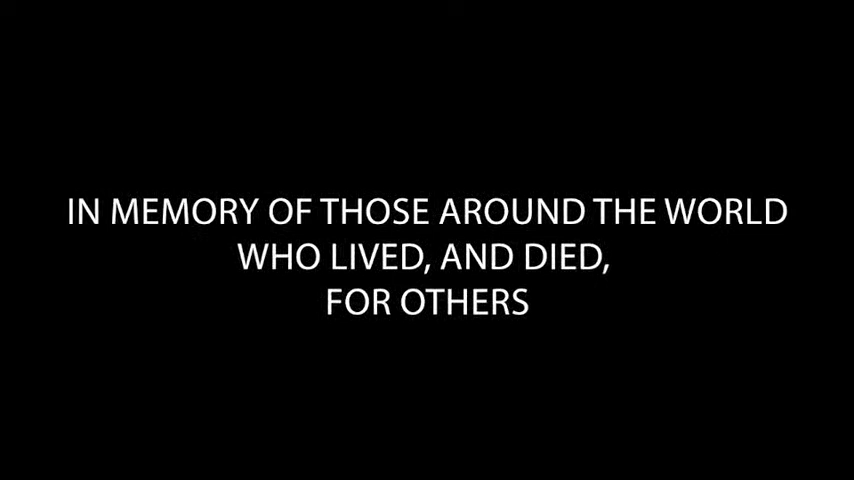 IN MEMORY OF THOSE AROUND THE WORLD
WHO LIVED, AND DIED,
FOR OTHERS